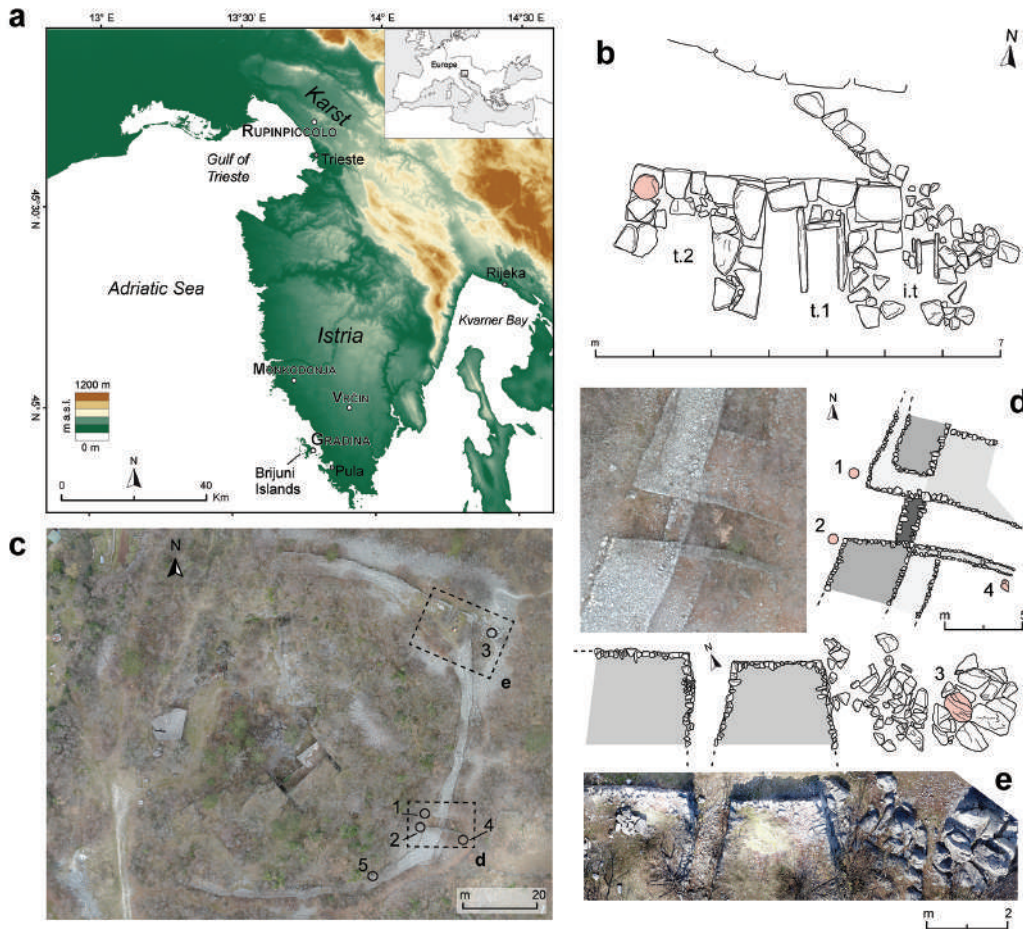 a
13° E
13°30' E
14° E
14°30' E
Europe
Karst
RUPINPICCOLO
Trieste
Gulf of
Trieste
45°30' N
Adriatic Sea
Rijeka
Kvarner Bay
Istria
MONKODONJA
VRČIN
45° N
GRADINA
Brijuni
Islands
Pula
1200 m
m a.s.l.
0 m
N
0
40
Km
b
N
t.2
t.1
i.t
m
7
c
N
3
e
1
2
4
d
5
m
20
d
N
1
2
4
m
N
3
e
m
2